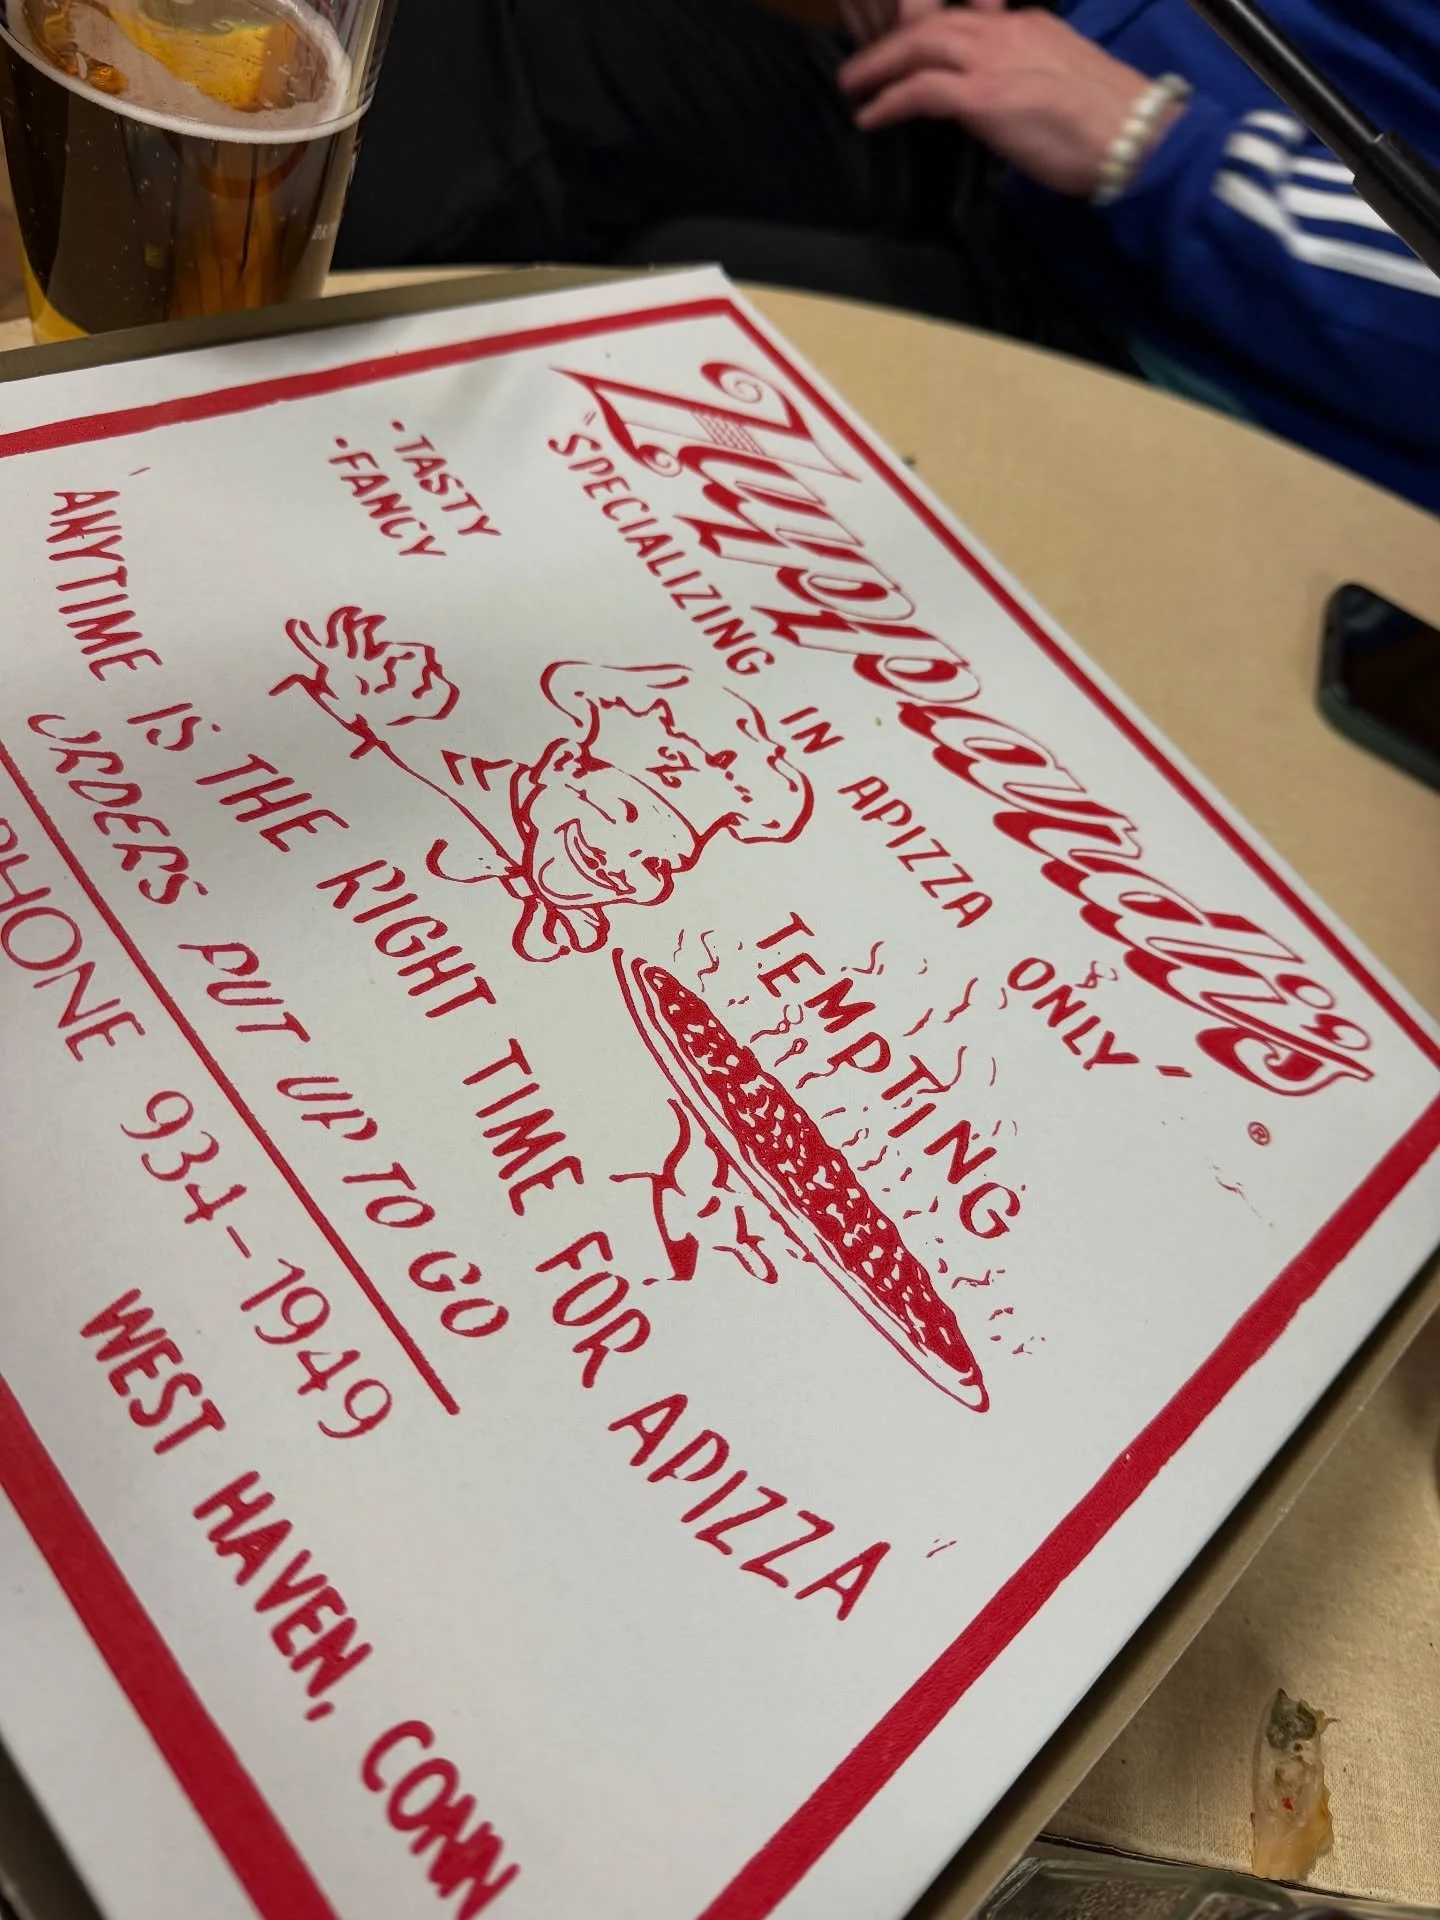 Zuppardi's
"SPECIALIZING IN APIZZA ONLY"
®
·TASTY
·FANCY
TEMPTING
'ANYTIME IS THE RIGHT TIME FOR APIZZA'
ORDERS PUT UP TO GO
PHONE 934-1949
WEST HAVEN, CONN